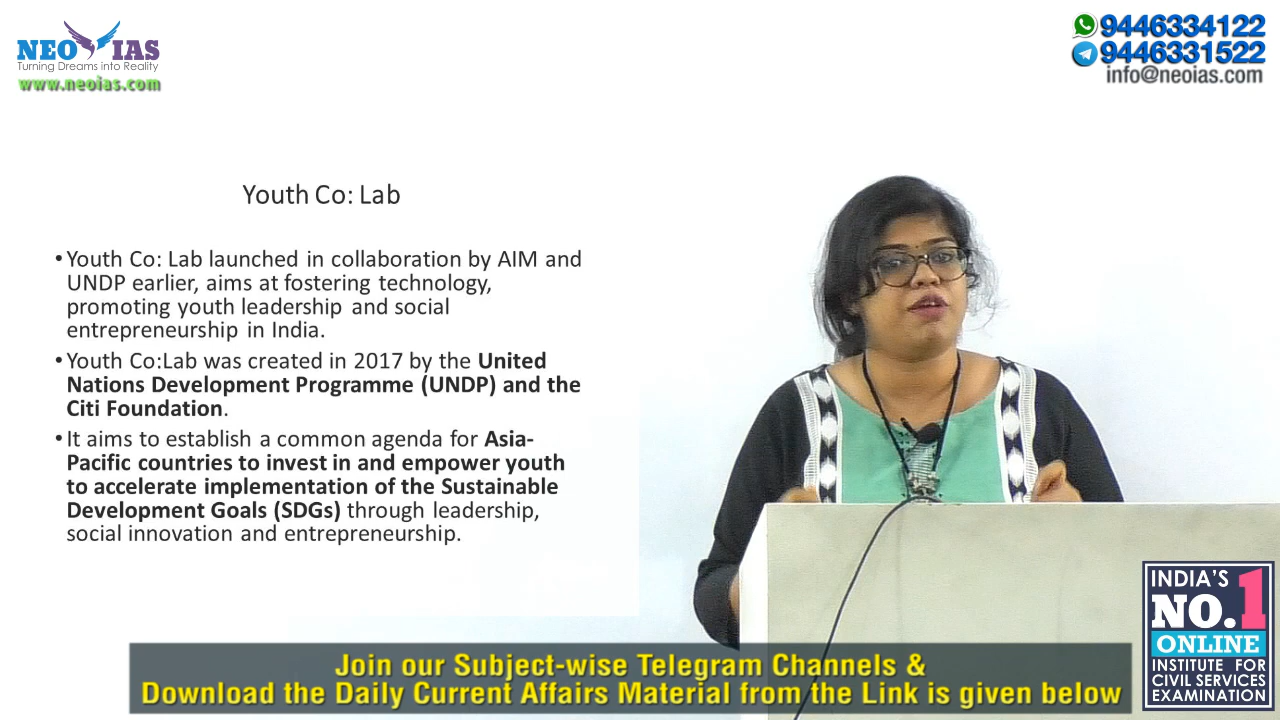 NEO IAS
Turning Dreams into Reality
www.neoias.com
9446334122
9446331522
info@neoias.com
Youth Co: Lab
•Youth Co: Lab launched in collaboration by AIM and
UNDP earlier, aims at fostering technology,
promoting youth leadership and social
entrepreneurship in India.
•Youth Co:Lab was created in 2017 by the United
Nations Development Programme (UNDP) and the
Citi Foundation.
•It aims to establish a common agenda for Asia-
Pacific countries to invest in and empower youth
to accelerate implementation of the Sustainable
Development Goals (SDGs) through leadership,
social innovation and entrepreneurship.
INDIA'S
NO.1
ONLINE
INSTITUTE FOR
CIVIL SERVICES
EXAMINATION
Join our Subject-wise Telegram Channels &
Download the Daily Current Affairs Material from the Link is given below